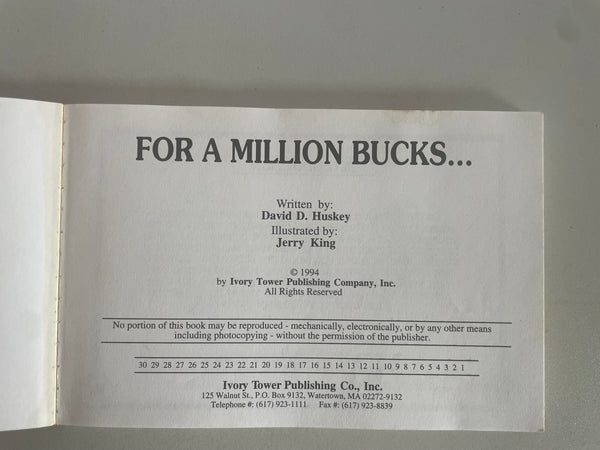 FOR A MILLION BUCKS...
Written by:
David D. Huskey
Illustrated by:
Jerry King
© 1994
by Ivory Tower Publishing Company, Inc.
All Rights Reserved
No portion of this book may be reproduced - mechanically, electronically, or by any other means
including photocopying - without the permission of the publisher.
30 29 28 27 26 25 24 23 22 21 20 19 18 17 16 15 14 13 12 11 10 9 8 7 6 5 4 3 2 1
Ivory Tower Publishing Co., Inc.
125 Walnut St., P.O. Box 9132, Watertown, MA 02272-9132
Telephone #: (617) 923-1111 Fax #: (617) 923-8839